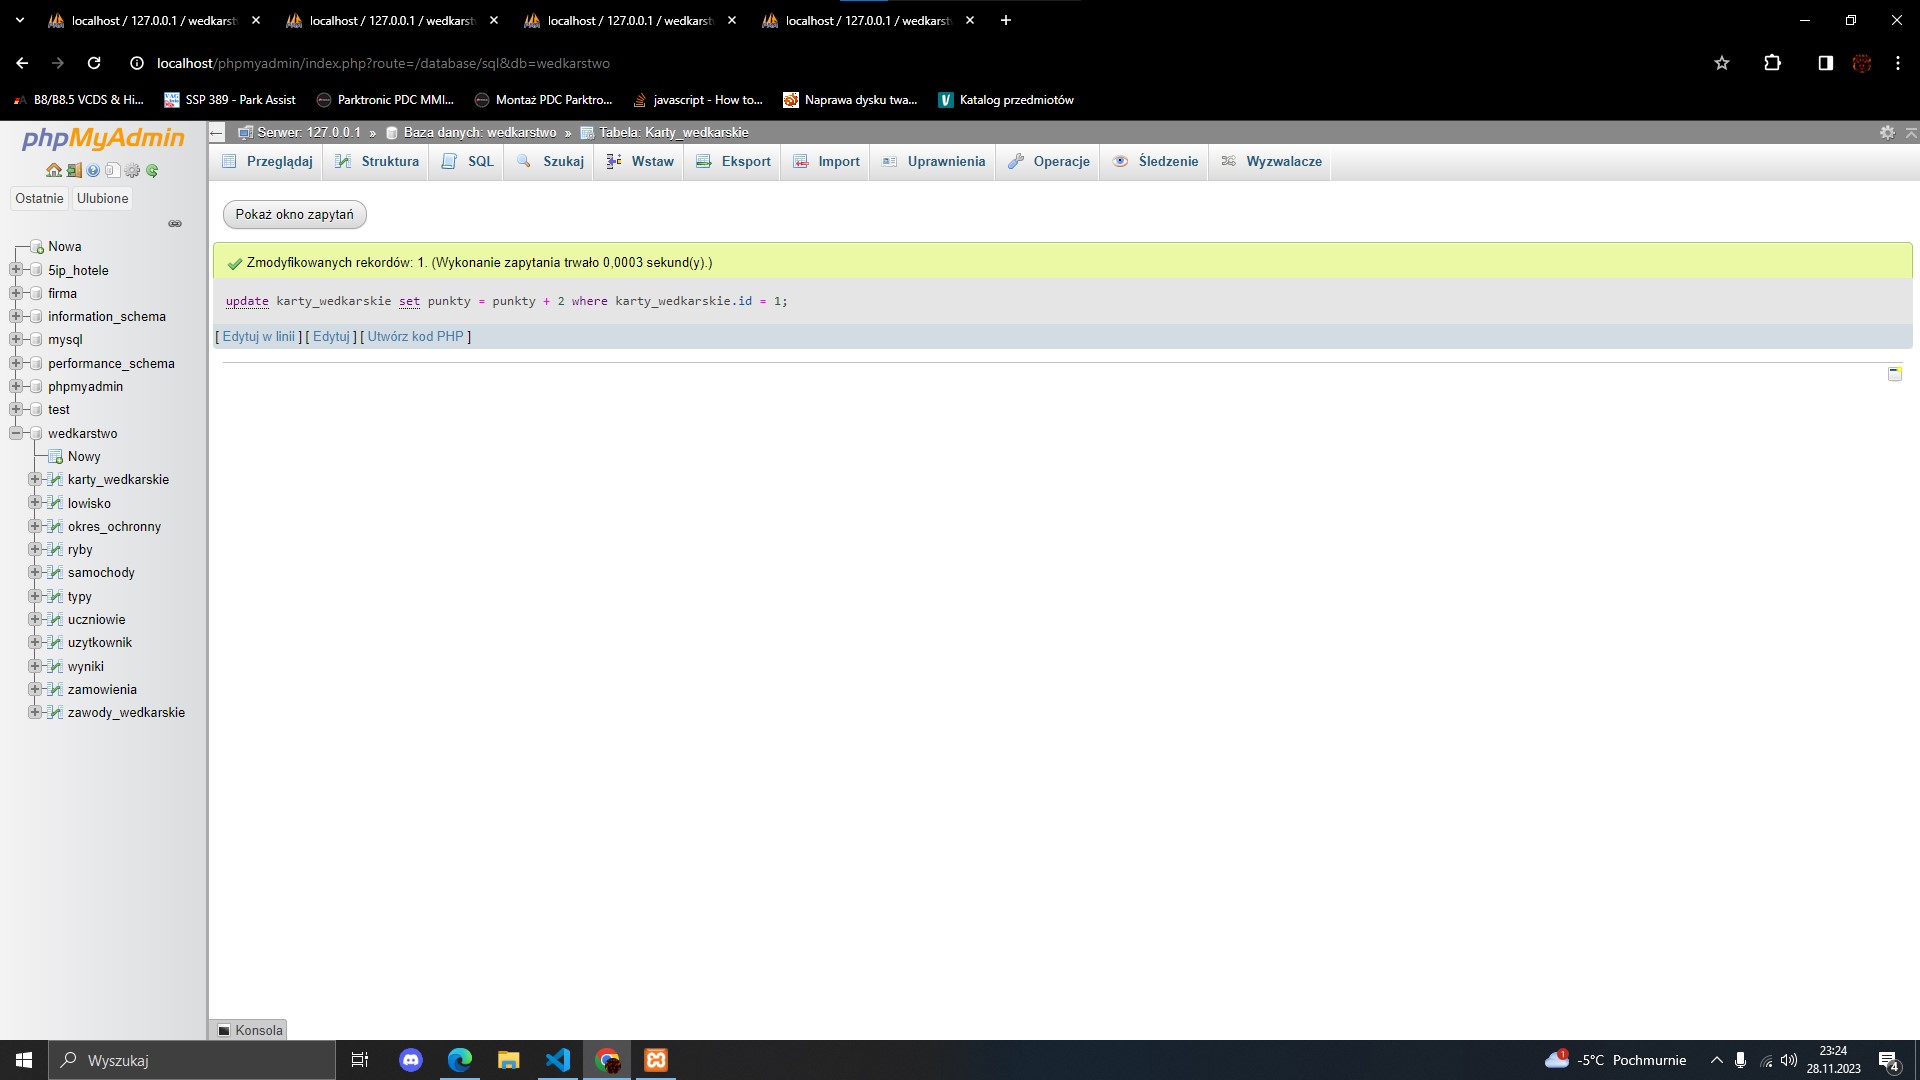 localhost / 127.0.0.1 / wedkarst
localhost / 127.0.0.1 / wedkarst
localhost / 127.0.0.1 / wedkarst
localhost / 127.0.0.1 / wedkarst
localhost/phpmyadmin/index.php?route=/database/sql&db=wedkarstwo
B8/B8.5 VCDS & Hi...
SSP 389 - Park Assist
Parktronic PDC MMI...
Montaż PDC Parktro...
javascript - How to...
Naprawa dysku twa...
Katalog przedmiotów
phpMyAdmin
Ostatnie
Ulubione
Nowa
5ip_hotele
firma
information_schema
mysql
performance_schema
phpmyadmin
test
wedkarstwo
Nowy
karty_wedkarskie
lowisko
okres_ochronny
ryby
samochody
typy
uczniowie
uzytkownik
wyniki
zamowienia
zawody_wedkarskie
Serwer: 127.0.0.1 » Baza danych: wedkarstwo » Tabela: Karty_wedkarskie
Przeglądaj
Struktura
SQL
Szukaj
Wstaw
Eksport
Import
Uprawnienia
Operacje
Śledzenie
Wyzwalacze
Pokaż okno zapytań
Zmodyfikowanych rekordów: 1. (Wykonanie zapytania trwało 0,0003 sekund(y).)
update karty_wedkarskie set punkty = punkty + 2 where karty_wedkarskie.id = 1;
[ Edytuj w linii ] [ Edytuj ] [ Utwórz kod PHP ]
Konsola
Wyszukaj
1
-5°C Pochmurnie
23:24
28.11.2023
4